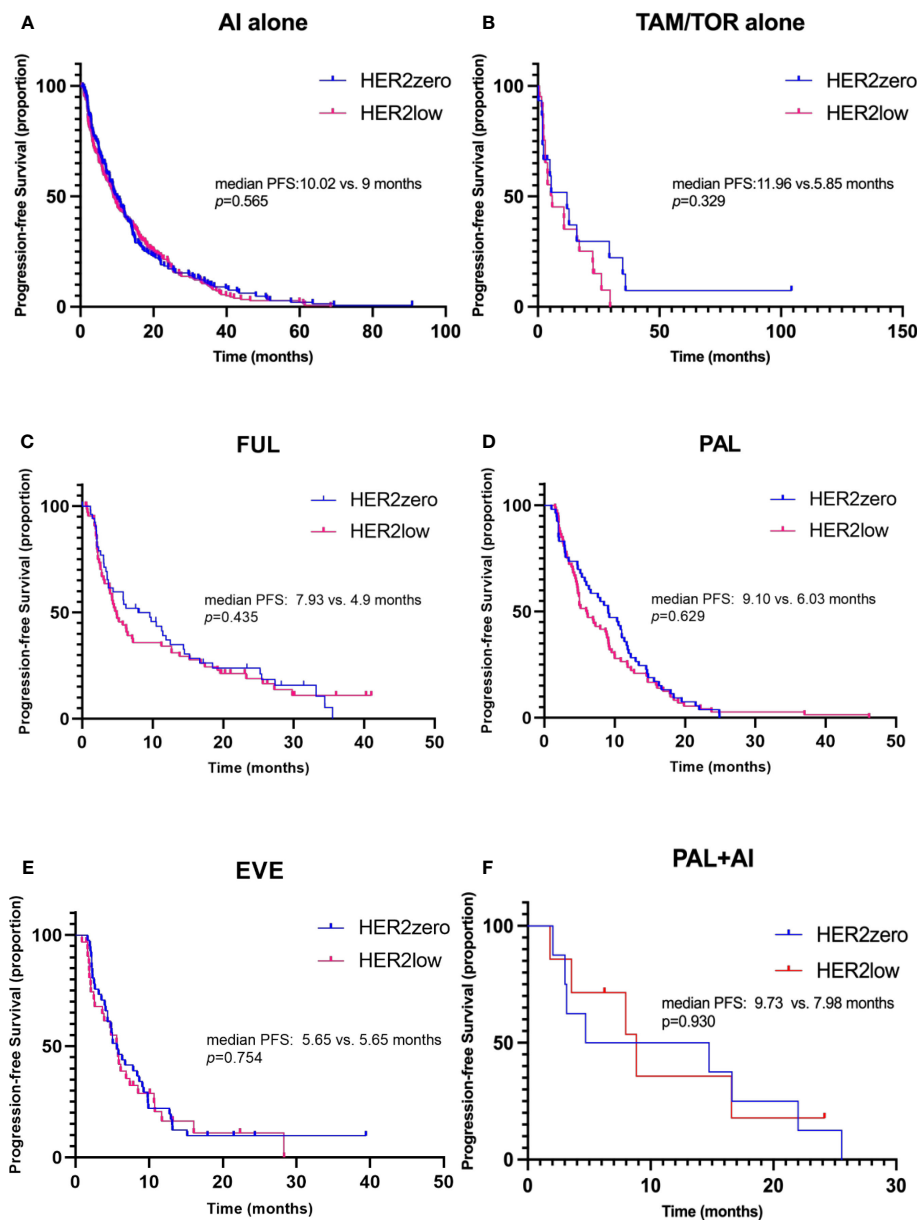 A
AI alone
HER2zero
HER2low
median PFS:10.02 vs. 9 months
p=0.565
Progression-free Survival (proportion)
100
50
0
0 20 40 60 80 100
Time (months)
B
TAM/TOR alone
HER2zero
HER2low
median PFS:11.96 vs.5.85 months
p=0.329
Progression-free Survival (proportion)
100
50
0
0 50 100 150
Time (months)
C
FUL
HER2zero
HER2low
median PFS: 7.93 vs. 4.9 months
p=0.435
Progression-free Survival (proportion)
100
50
0
0 10 20 30 40 50
Time (months)
D
PAL
HER2zero
HER2low
median PFS: 9.10 vs. 6.03 months
p=0.629
Progression-free Survival (proportion)
100
50
0
0 10 20 30 40 50
Time (months)
E
EVE
HER2zero
HER2low
median PFS: 5.65 vs. 5.65 months
p=0.754
Progression-free Survival (proportion)
100
50
0
0 10 20 30 40 50
Time (months)
F
PAL+AI
HER2zero
HER2low
median PFS: 9.73 vs. 7.98 months
p=0.930
Progression-free Survival (proportion)
100
50
0
0 10 20 30
Time (months)